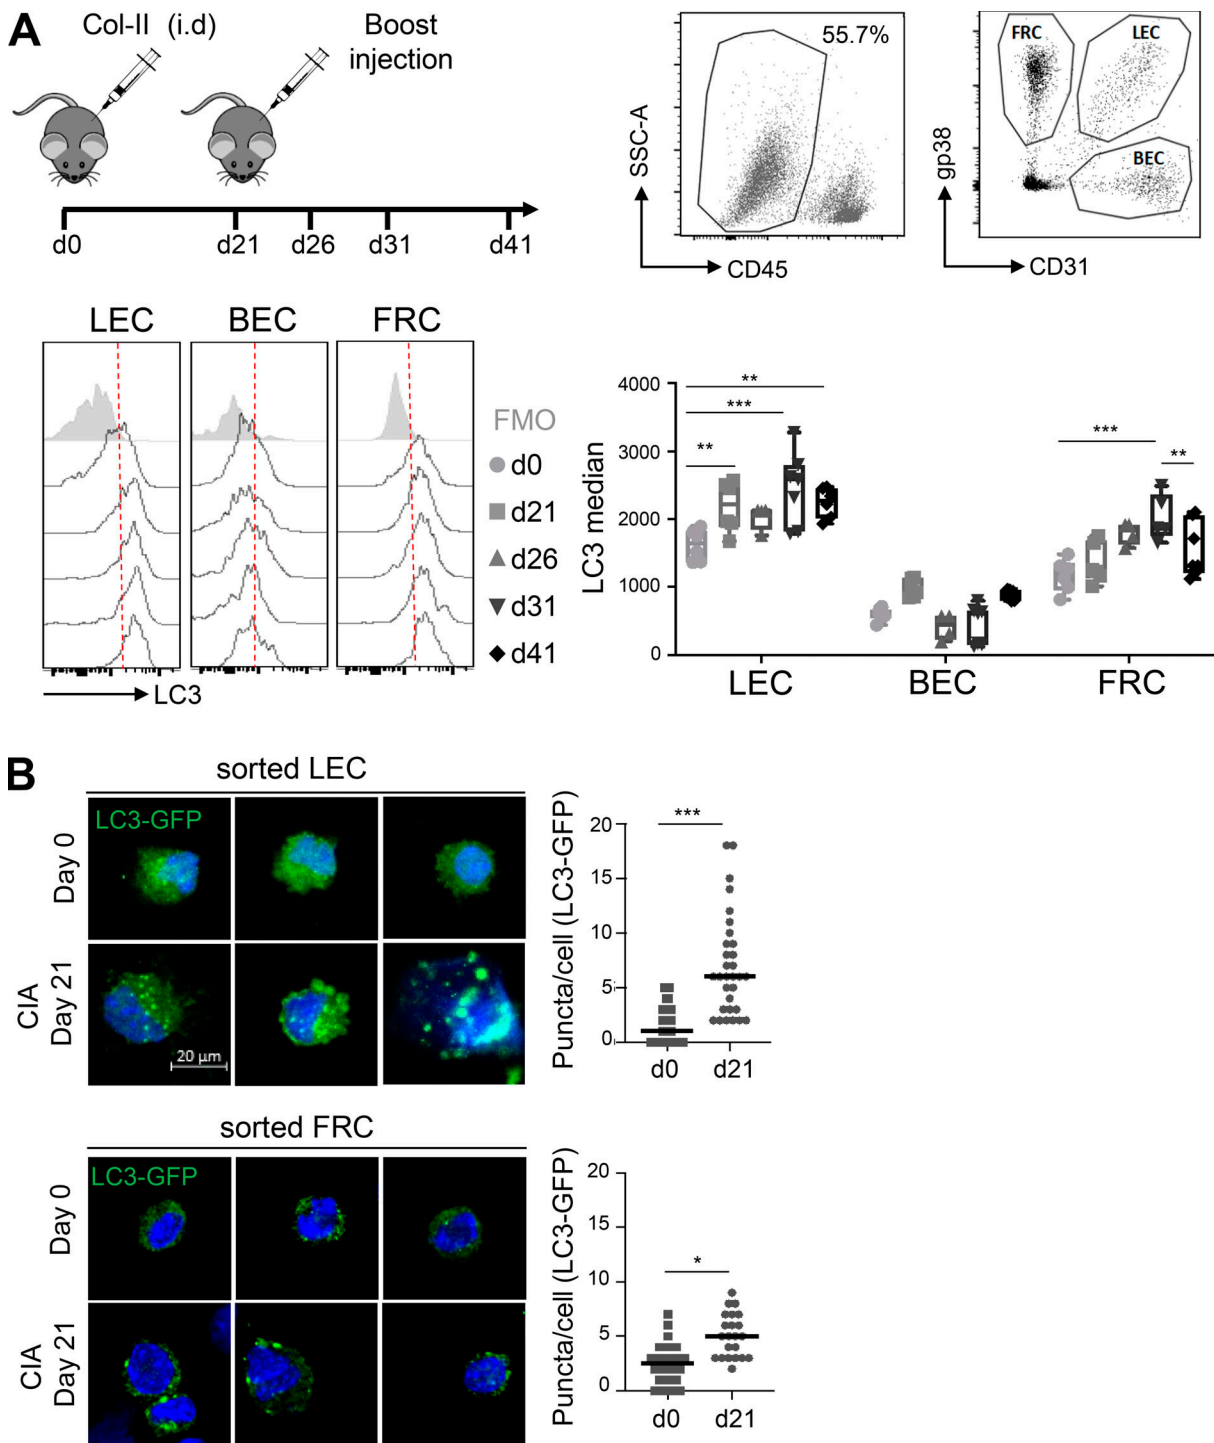 A
Col-II (i.d)
Boost
injection
d0
d21
d26
d31
d41
55.7%
SSC-A
CD45
FRC
LEC
BEC
gp38
CD31
LEC
BEC
FRC
FMO
d0
d21
d26
d31
d41
LC3
LC3 median
4000
3000
2000
1000
0
**
***
**
***
**
LEC
BEC
FRC
B
sorted LEC
LC3-GFP
Day 0
CIA
Day 21
20 µm
Puncta/cell (LC3-GFP)
20
15
10
5
0
***
d0
d21
sorted FRC
LC3-GFP
Day 0
CIA
Day 21
Puncta/cell (LC3-GFP)
20
15
10
5
0
*
d0
d21